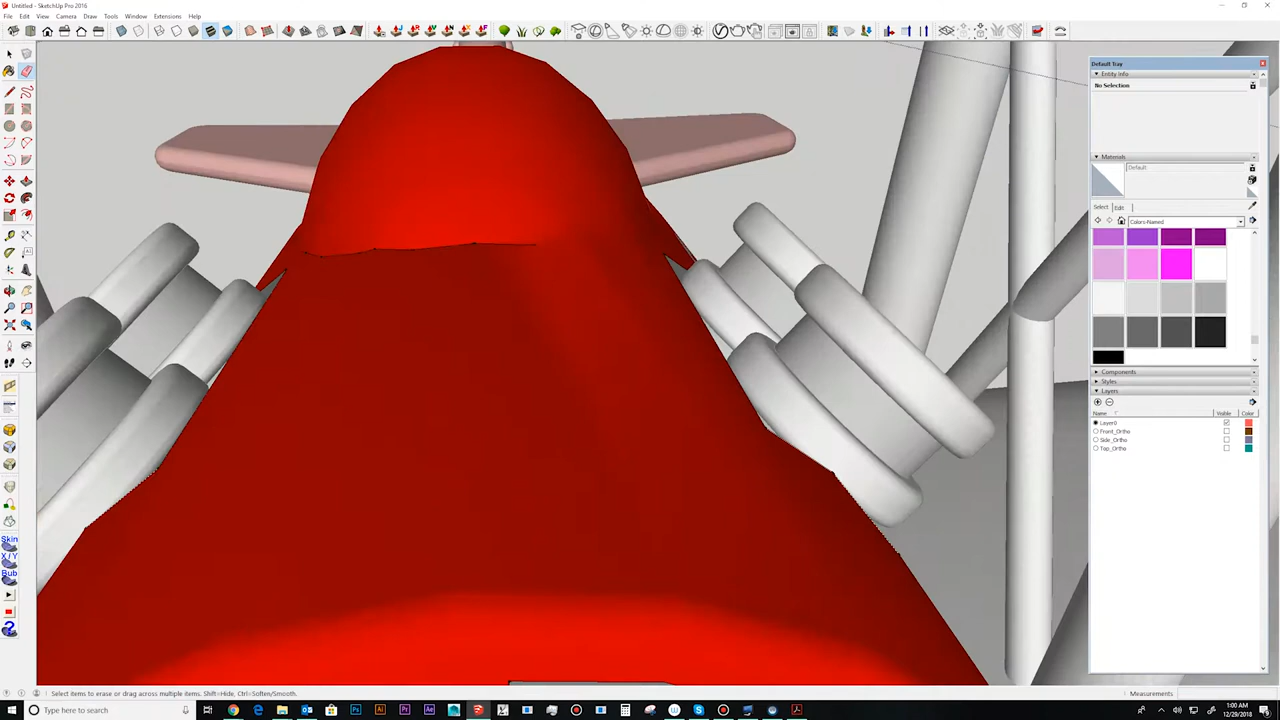 Untitled - SketchUp Pro 2016
File Edit View Camera Draw Tools Window Extensions Help
Default Tray
Entity Info
No Selection
Materials
Default
Select Edit
Colors-Named
Components
Styles
Layers
Name Visible Color
Layer0
Front_Ortho
Side_Ortho
Top_Ortho
Skin
X/Y
Bub
Select items to erase or drag across multiple items. Shift=Hide, Ctrl=Soften/Smooth.
Measurements
Type here to search
1:00 AM
12/29/2018